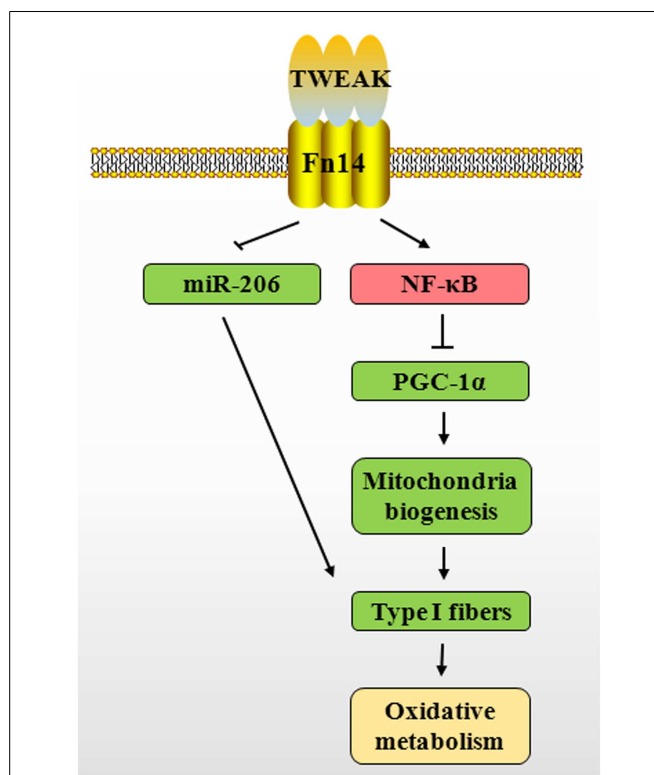 TWEAK
Fn14
miR-206
NF-κB
PGC-1α
Mitochondria
biogenesis
Type I fibers
Oxidative
metabolism